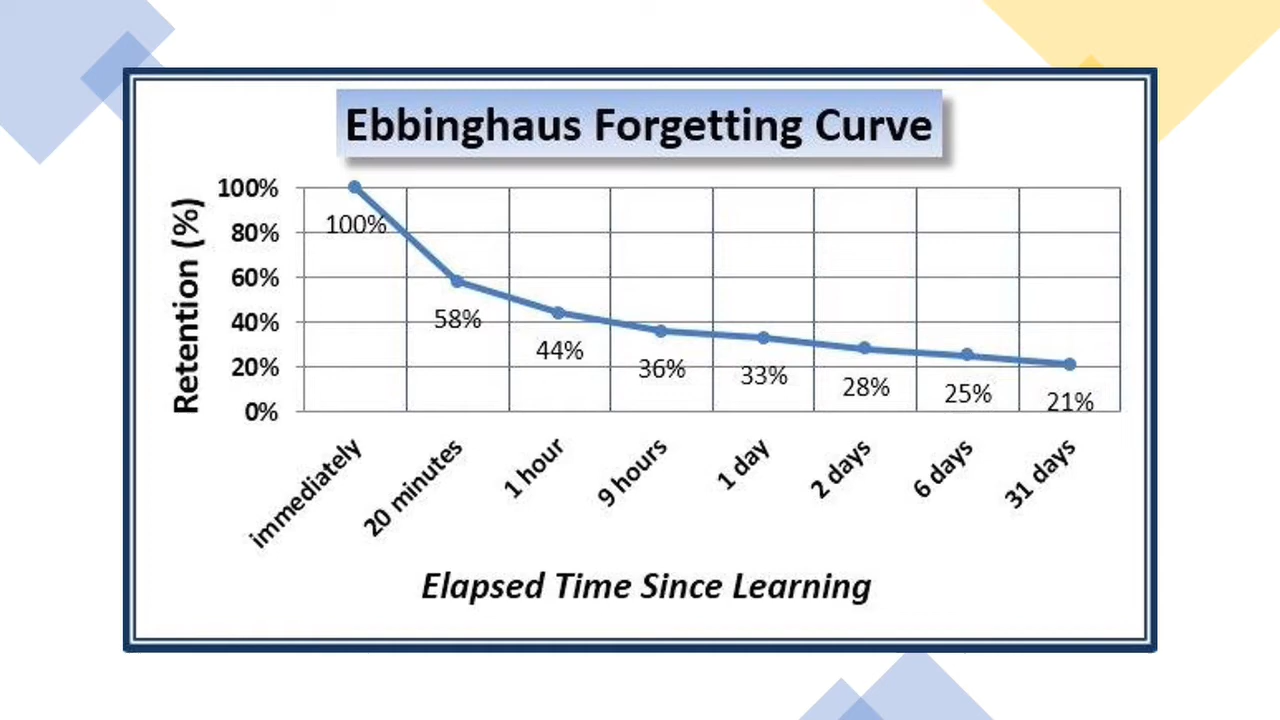 Ebbinghaus Forgetting Curve
Retention (%)
100%
80%
60%
40%
20%
0%
100%
58%
44%
36%
33%
28%
25%
21%
immediately
20 minutes
1 hour
9 hours
1 day
2 days
6 days
31 days
Elapsed Time Since Learning